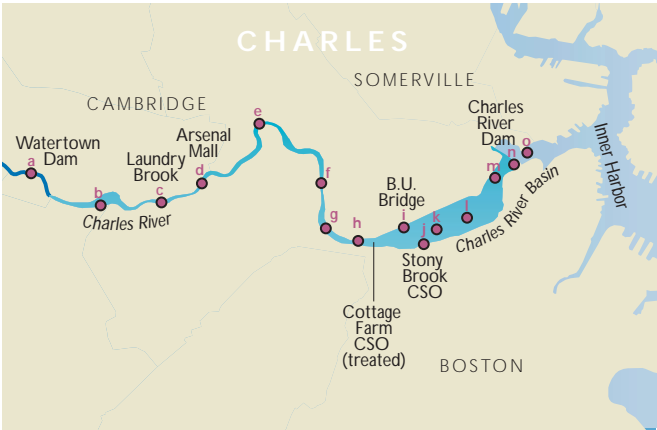 CHARLES
SOMERVILLE
CAMBRIDGE
Charles
River
Dam
Watertown
Dam
Laundry
Brook
Arsenal
Mall
B.U.
Bridge
Charles River
Charles River Basin
Inner Harbor
Stony
Brook
CSO
Cottage
Farm
CSO
(treated)
BOSTON
a
b
c
d
e
f
g
h
i
j
k
l
m
n
o